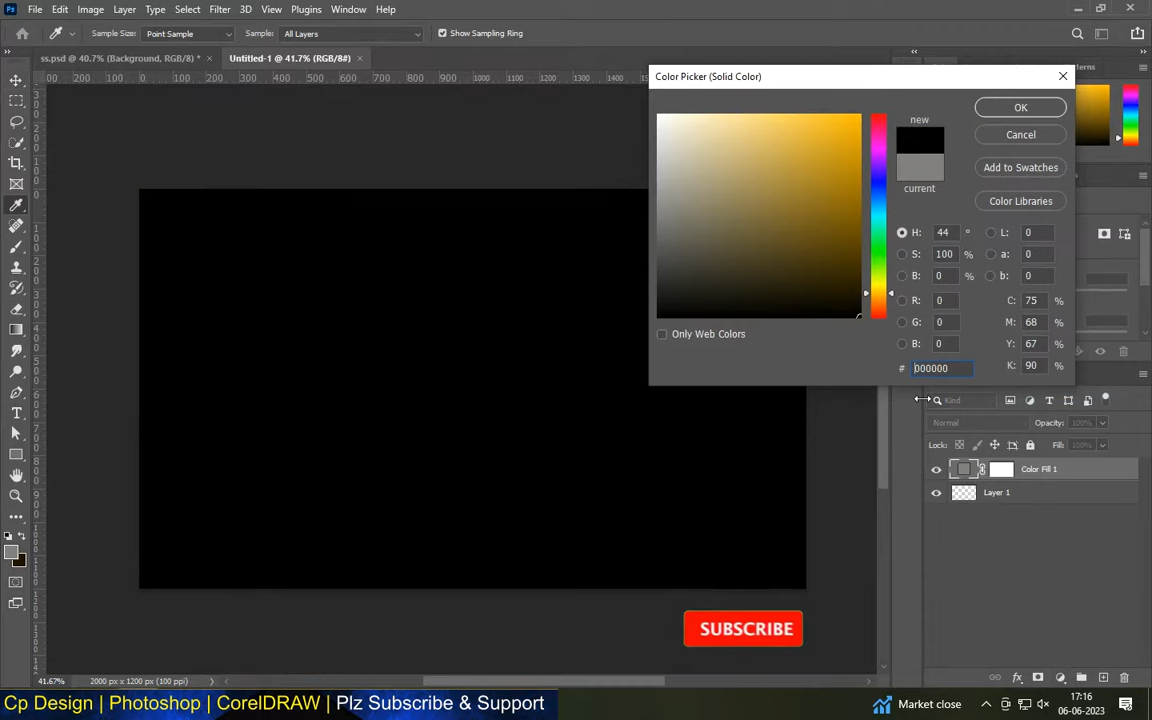 Ps File Edit Image Layer Type Select Filter 3D View Plugins Window Help
Sample Size: Point Sample Sample: All Layers Show Sampling Ring
ss.psd @ 40.7% (Background, RGB/8) * × Untitled-1 @ 41.7% (RGB/8#) ×
Color Picker (Solid Color)
new
current
OK
Cancel
Add to Swatches
Color Libraries
H: 44 ° L: 0
S: 100 % a: 0
B: 0 % b: 0
R: 0 C: 75 %
G: 0 M: 68 %
B: 0 Y: 67 %
# 000000 K: 90 %
Only Web Colors
Kind
Normal Opacity: 100%
Lock: Fill: 100%
Color Fill 1
Layer 1
SUBSCRIBE
41.67% 2000 px x 1200 px (100 ppi)
Cp Design | Photoshop | CorelDRAW | Plz Subscribe & Support
Market close
17:16
06-06-2023